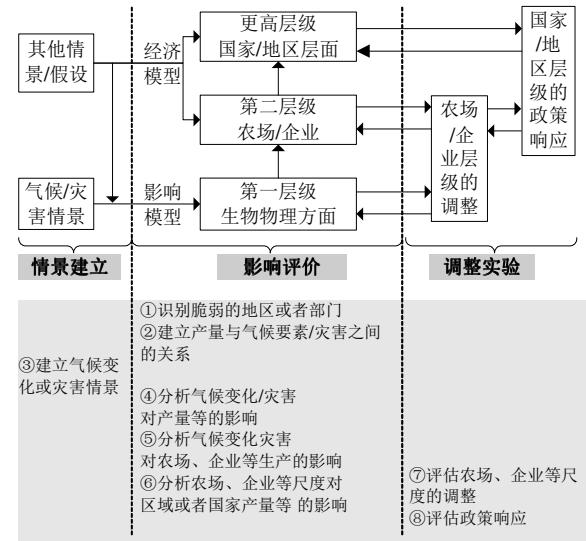 其他情
景/假设
经济
模型
更高层级
国家/地区层面
国家
/地
区层
级的
政策
响应
第二层级
农场/企业
农场
/企
业层
级的
调整
气候/灾
害情景
影响
模型
第一层级
生物物理方面
情景建立
影响评价
调整实验
①识别脆弱的地区或者部门
②建立产量与气候要素/灾害之间
的关系
③建立气候变
化或灾害情景
④分析气候变化/灾害
对产量等的影响
⑤分析气候变化灾害
对农场、企业等生产的影响
⑥分析农场、企业等尺度对
区域或者国家产量等 的影响
⑦评估农场、企业等尺
度的调整
⑧评估政策响应